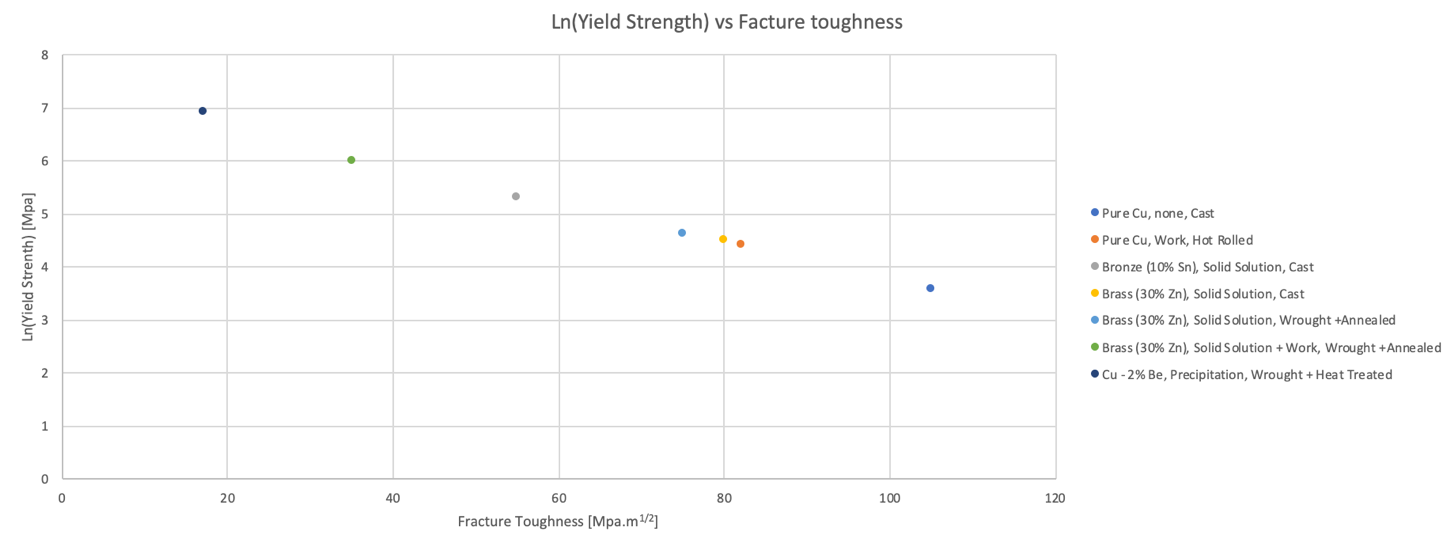 Ln(Yield Strength) vs Facture toughness
8
7
6
5
4
3
2
1
0
Ln(Yield Strenth) [Mpa]
0 20 40 60 80 100 120
Fracture Toughness [Mpa.m1/2]
Pure Cu, none, Cast
Pure Cu, Work, Hot Rolled
Bronze (10% Sn), Solid Solution, Cast
Brass (30% Zn), Solid Solution, Cast
Brass (30% Zn), Solid Solution, Wrought +Annealed
Brass (30% Zn), Solid Solution + Work, Wrought +Annealed
Cu - 2% Be, Precipitation, Wrought + Heat Treated